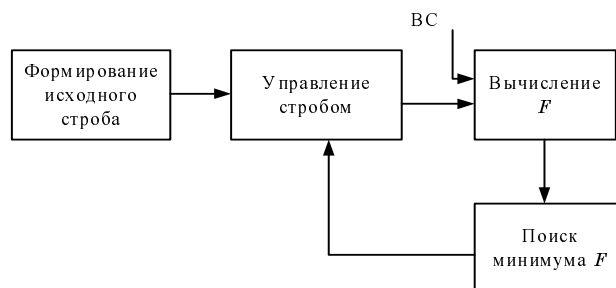 ВС
Формирование
исходного
строба
Управление
стробом
Вычисление
F
Поиск
минимума F